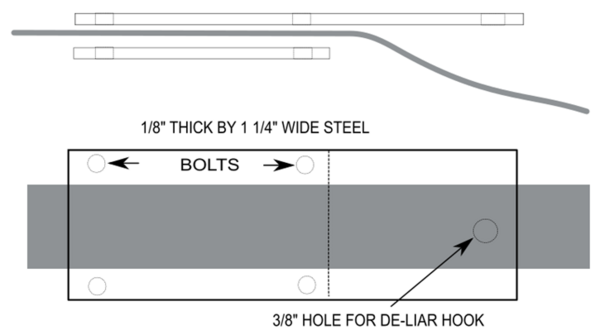 1/8" THICK BY 1 1/4" WIDE STEEL
BOLTS
3/8" HOLE FOR DE-LIAR HOOK